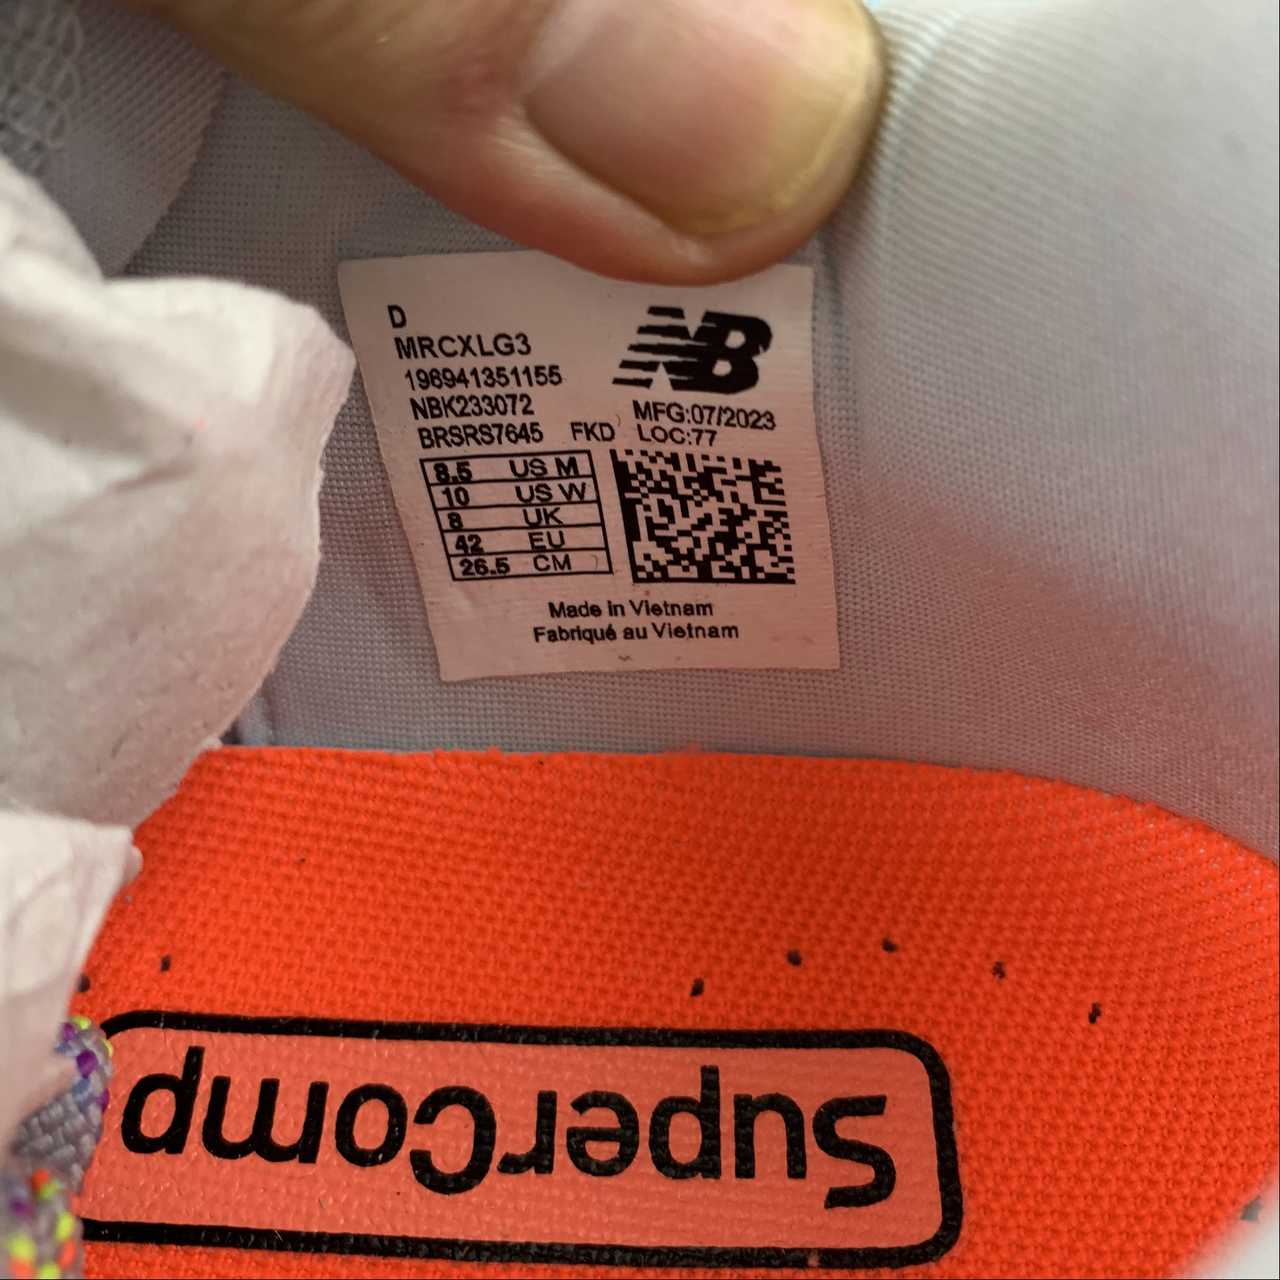 D
MRCXLG3
196941351155
NBK233072
BRSRS7645 FKD
NB
MFG:07/2023
LOC:77
8.5 US M
10 US W
8 UK
42 EU
26.5 CM
Made in Vietnam
Fabriqué au Vietnam
SuperComp